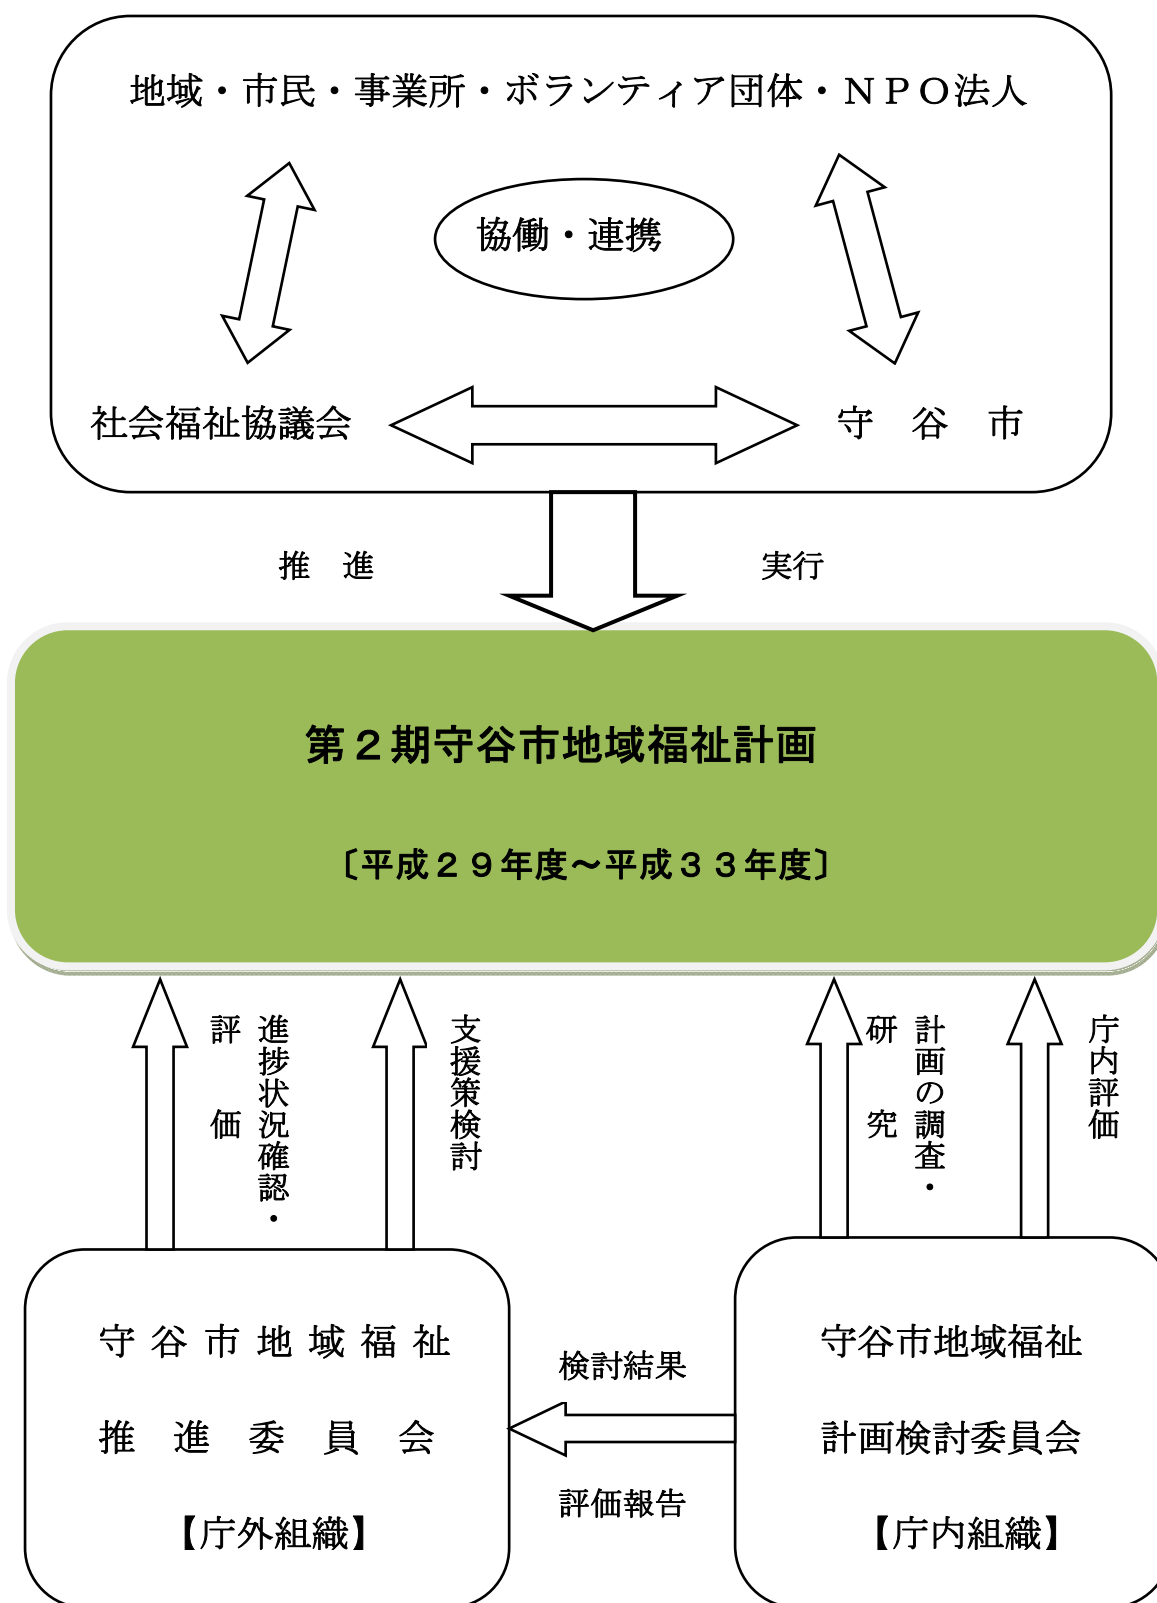 地域・市民・事業所・ボランティア団体・ＮＰＯ法人
協働・連携
社会福祉協議会
守　谷　市
推　進
実行
第２期守谷市地域福祉計画
〔平成２９年度～平成３３年度〕
進捗状況確認・
評　価
支援策検討
計画の調査・
研　究
庁内評価
守谷市地域福祉
推　進　委　員　会
【庁外組織】
検討結果
評価報告
守谷市地域福祉
計画検討委員会
【庁内組織】